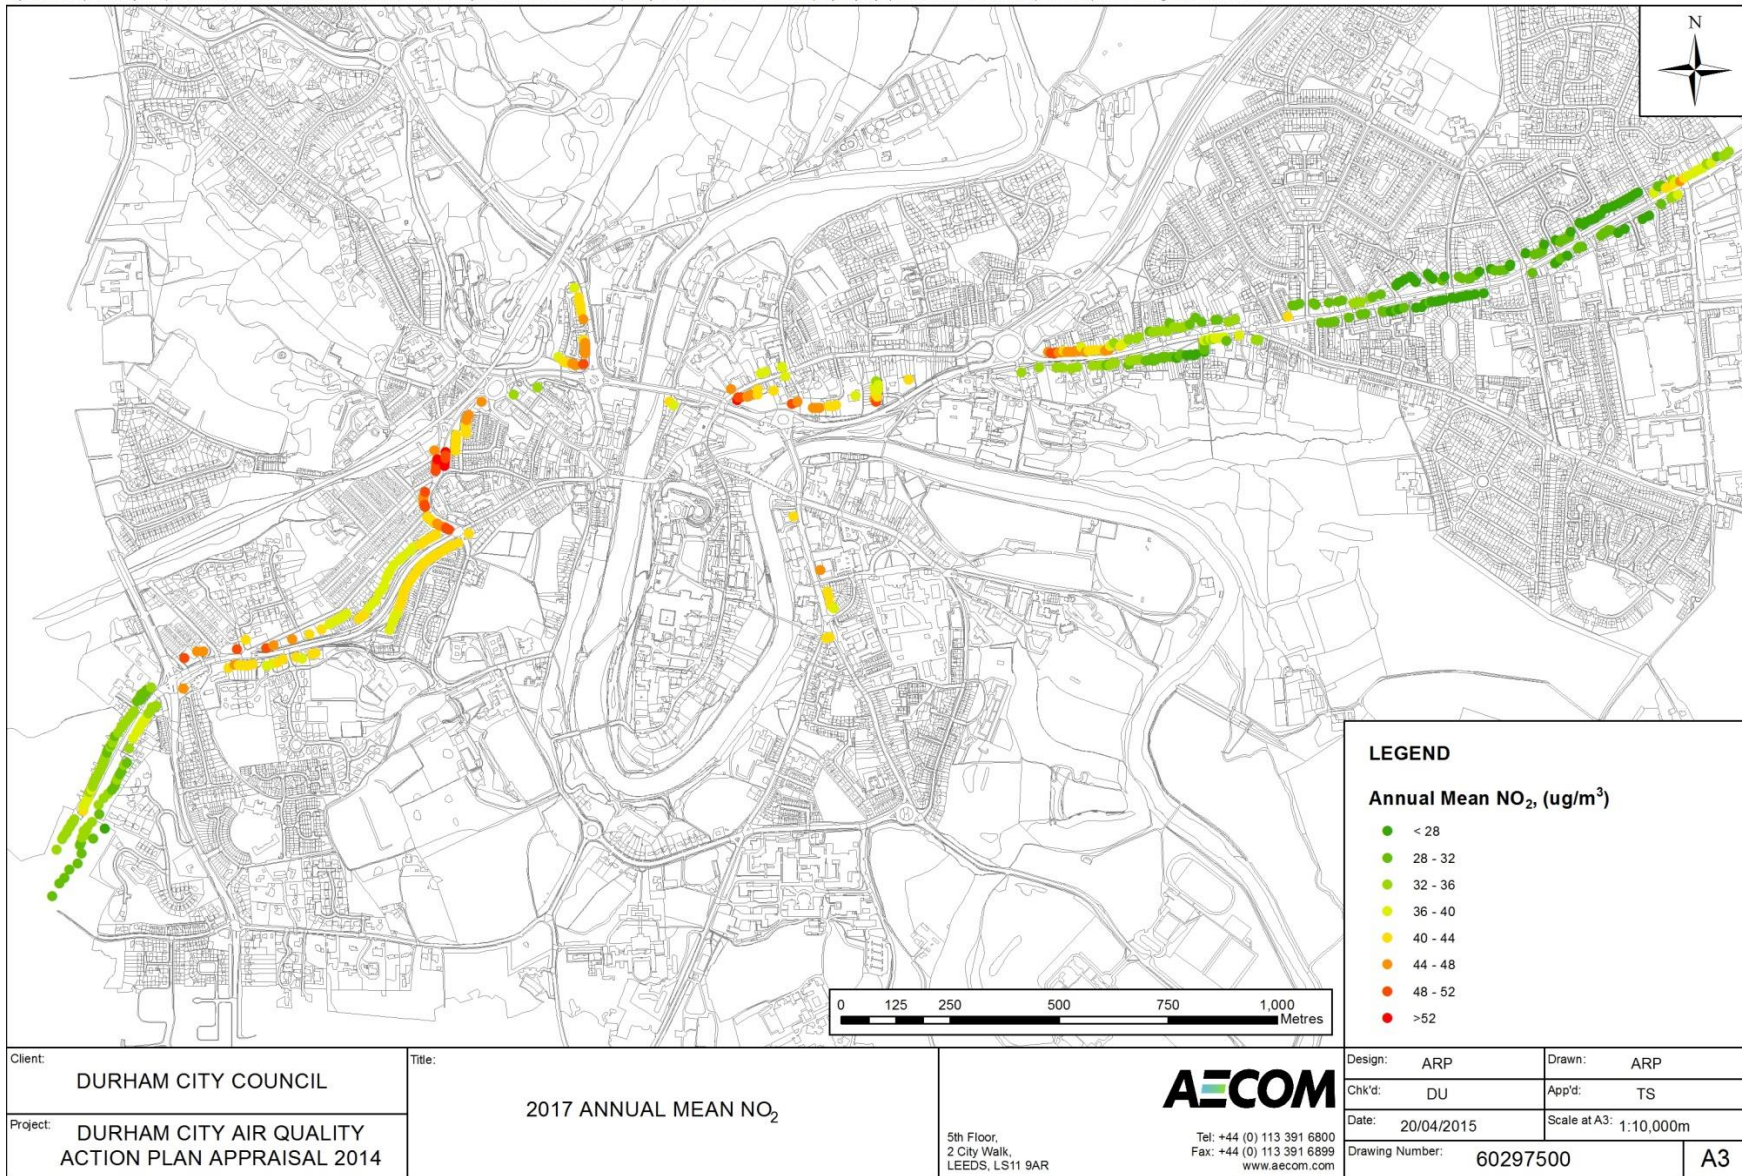 N
LEGEND
Annual Mean NO2, (ug/m3)
< 28
28 - 32
32 - 36
36 - 40
40 - 44
44 - 48
48 - 52
>52
0 125 250 500 750 1,000
Metres
Client:
DURHAM CITY COUNCIL
Project:
DURHAM CITY AIR QUALITY
ACTION PLAN APPRAISAL 2014
Title:
2017 ANNUAL MEAN NO2
AECOM
5th Floor,
2 City Walk,
LEEDS, LS11 9AR
Tel: +44 (0) 113 391 6800
Fax: +44 (0) 113 391 6899
www.aecom.com
Design: ARP
Drawn: ARP
Chk'd: DU
App'd: TS
Date: 20/04/2015
Scale at A3: 1:10,000m
Drawing Number: 60297500
A3